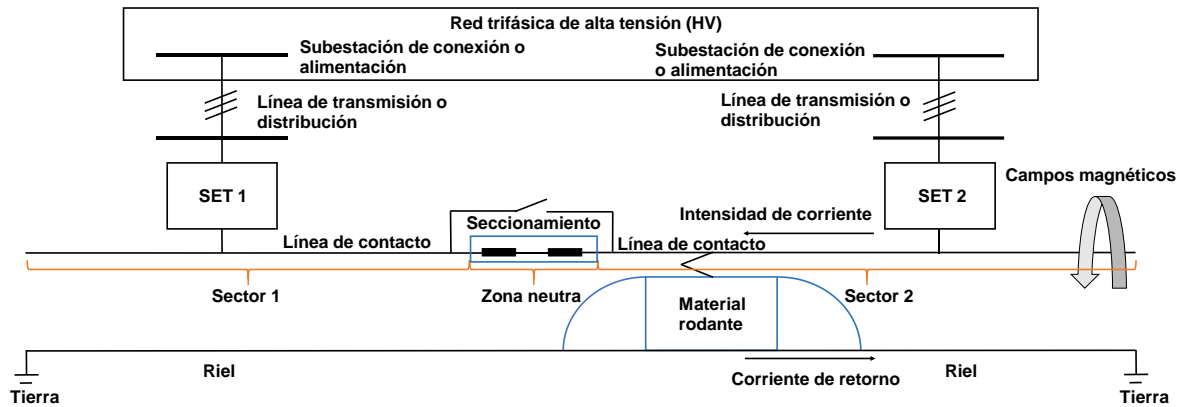 Red trifásica de alta tensión (HV)
Subestación de conexión o
alimentación
Subestación de conexión
o alimentación
Línea de transmisión o
distribución
Línea de transmisión o
distribución
SET 1
SET 2
Campos magnéticos
Seccionamiento
Intensidad de corriente
Línea de contacto
Línea de contacto
Sector 1
Zona neutra
Sector 2
Material
rodante
Riel
Corriente de retorno
Riel
Tierra
Tierra